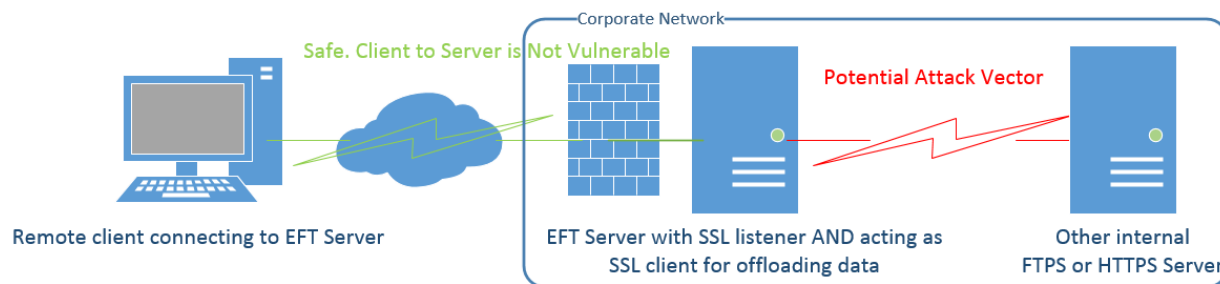 Corporate Network
Safe. Client to Server is Not Vulnerable
Potential Attack Vector
Remote client connecting to EFT Server
EFT Server with SSL listener AND acting as
SSL client for offloading data
Other internal
FTPS or HTTPS Server